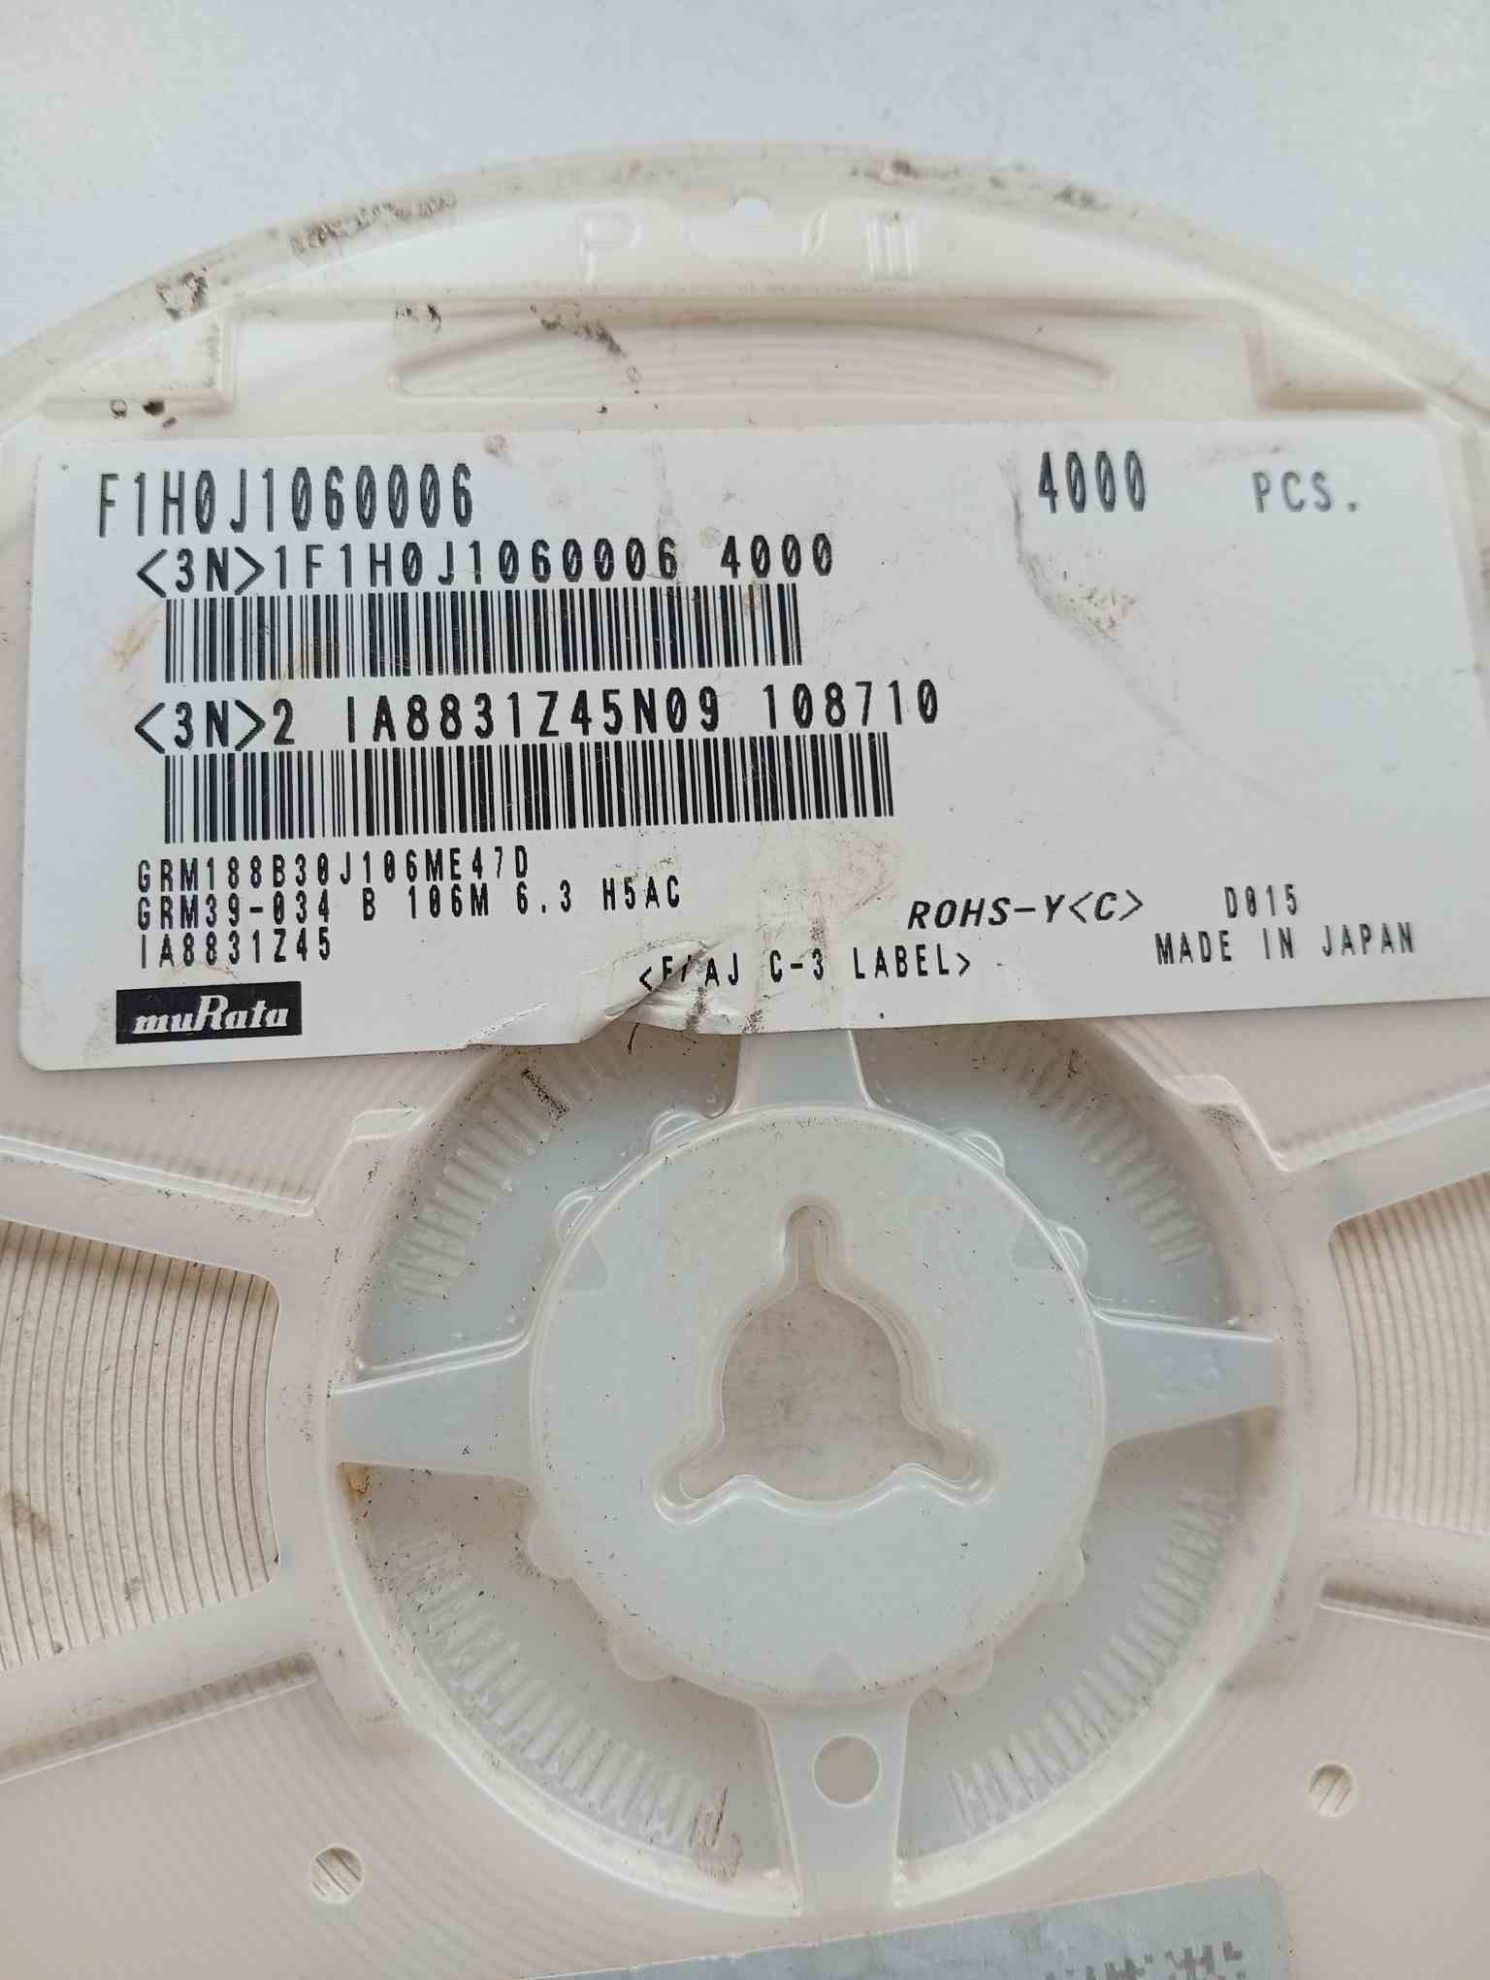 F1H0J1060006 4000 PCS.
<3N>1F1H0J1060006 4000
<3N>2 IA8831Z45N09 108710
GRM188B30J106ME47D
GRM39-034 B 106M 6.3 H5AC
IA8831Z45
ROHS-Y<C> D015
<F/AJ C-3 LABEL> MADE IN JAPAN
muRata